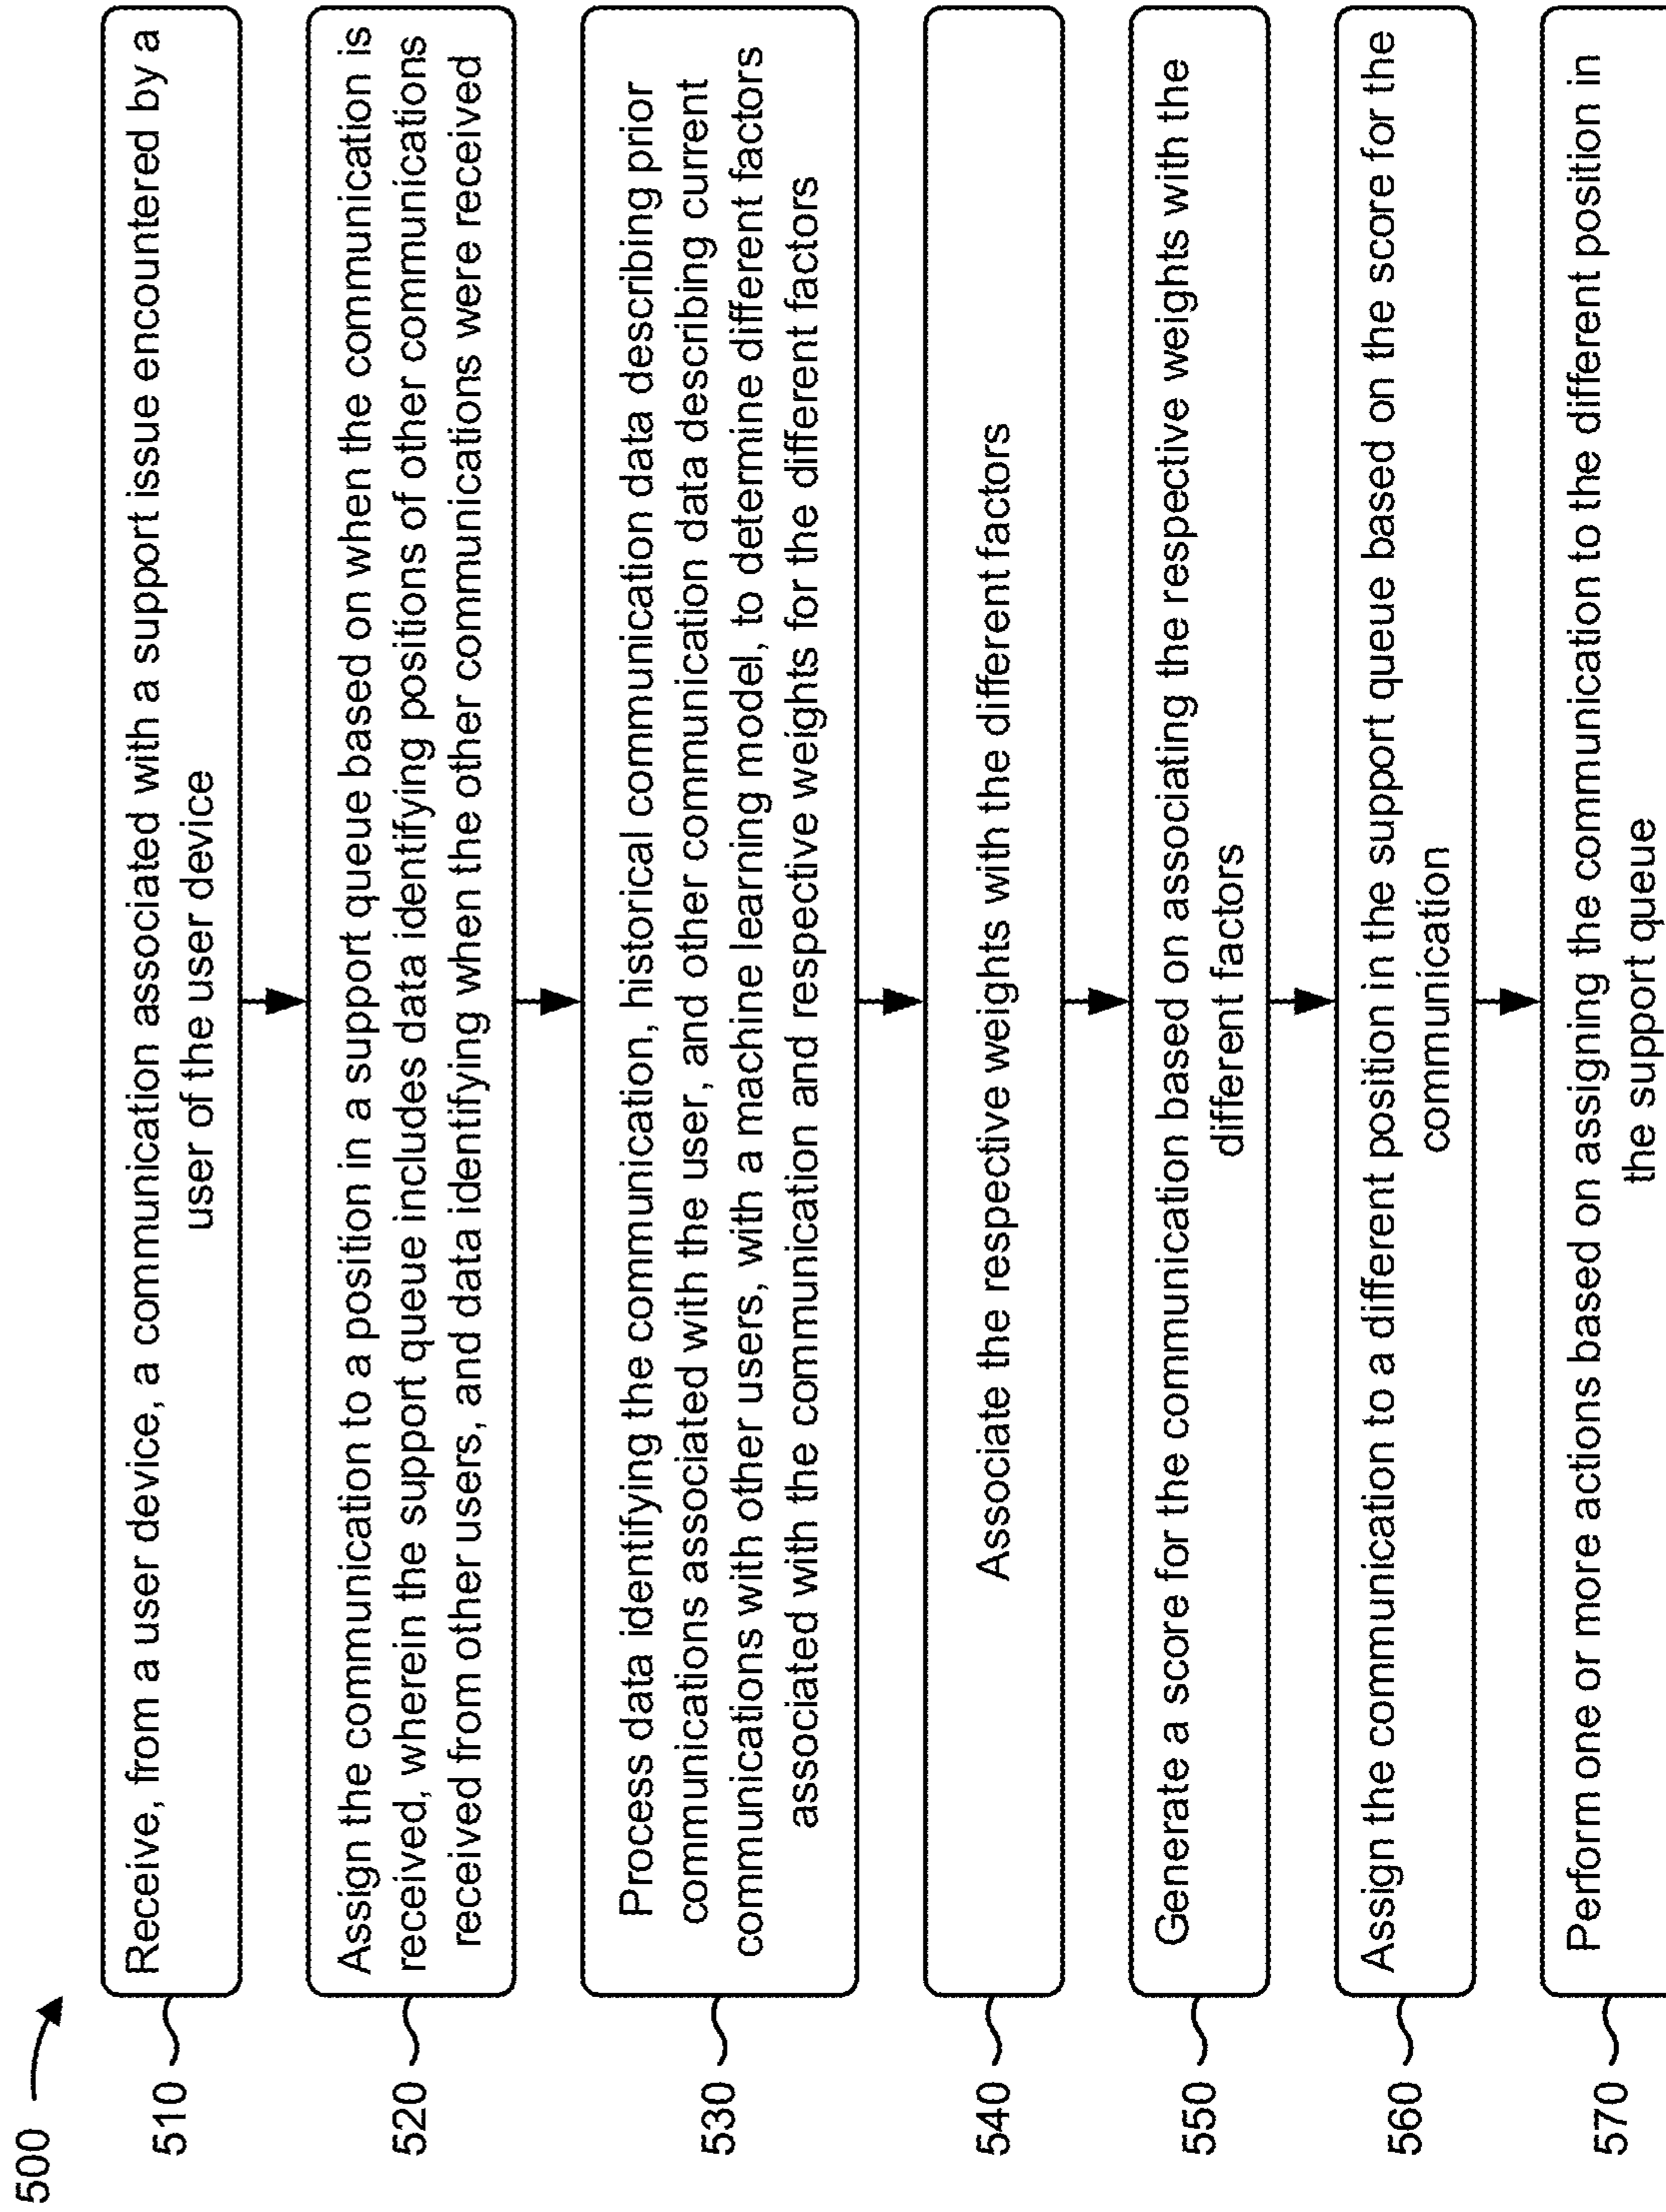 500
510
Receive, from a user device, a communication associated with a support issue encountered by a
user of the user device
520
Assign the communication to a position in a support queue based on when the communication is
received, wherein the support queue includes data identifying positions of other communications
received from other users, and data identifying when the other communications were received
530
Process data identifying the communication, historical communication data describing prior
communications associated with the user, and other communication data describing current
communications with other users, with a machine learning model, to determine different factors
associated with the communication and respective weights for the different factors
540
Associate the respective weights with the different factors
550
Generate a score for the communication based on associating the respective weights with the
different factors
560
Assign the communication to a different position in the support queue based on the score for the
communication
570
Perform one or more actions based on assigning the communication to the different position in
the support queue